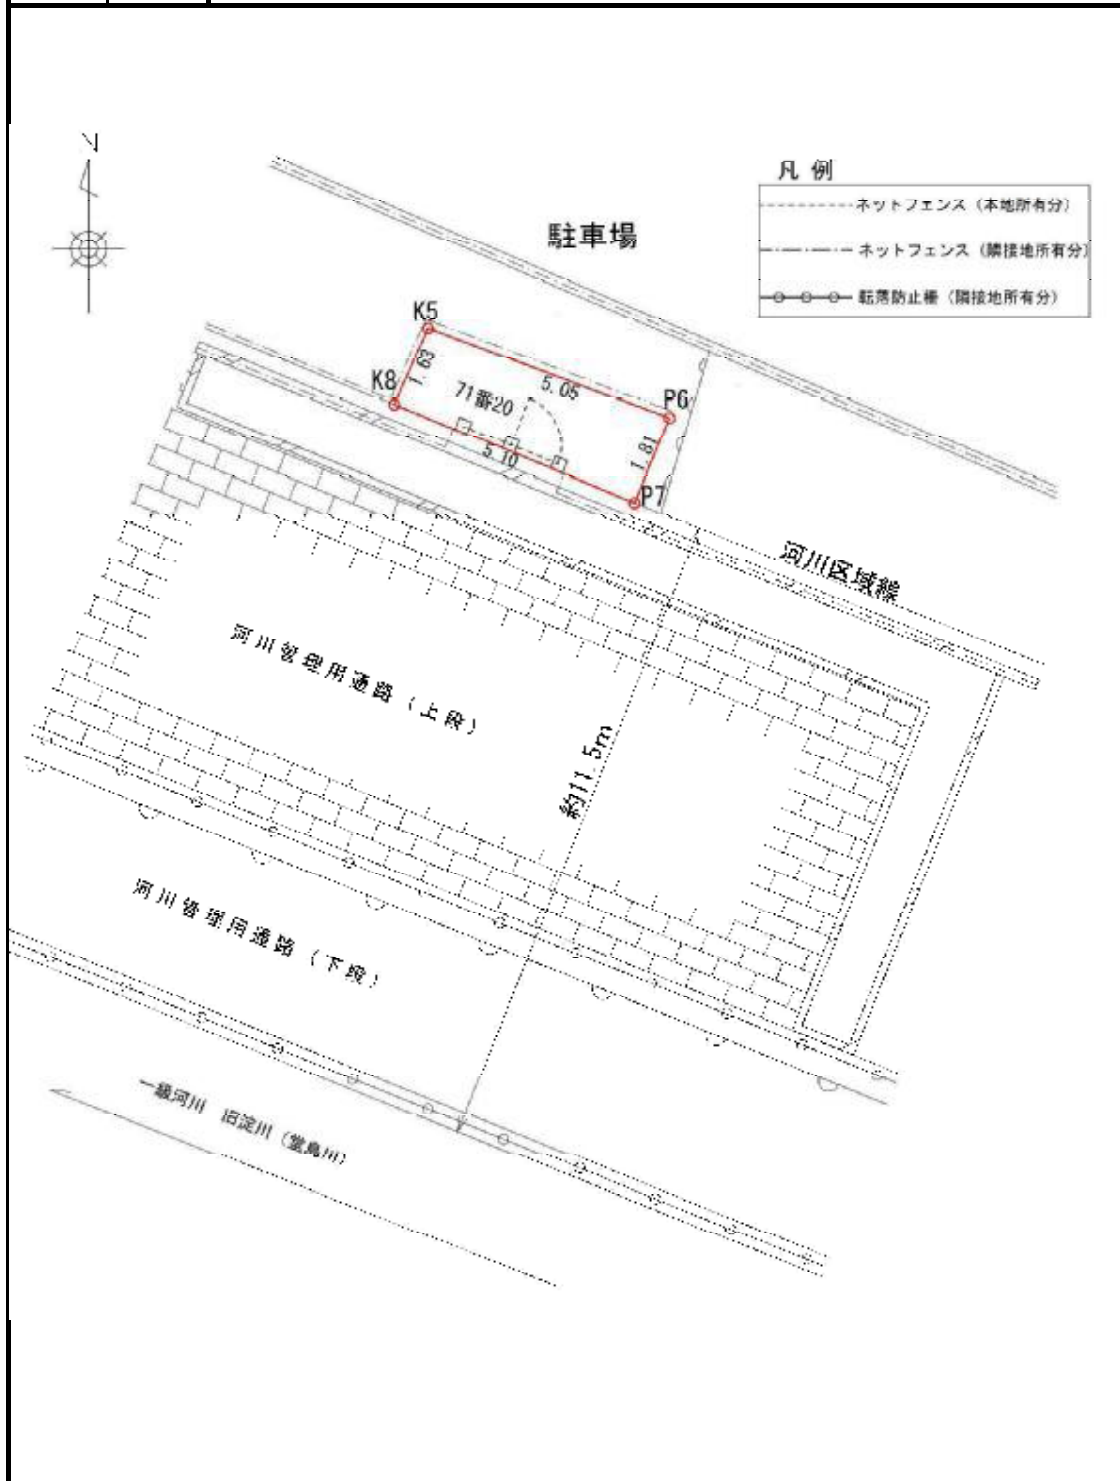 凡 例
ネットフェンス（本地所有分）
ネットフェンス（隣接地所有分）
転落防止柵（隣接地所有分）
駐車場
K5
K8
1.63
5.05
P6
71番20
1.81
5.10
P7
河川区域線
河川管理用通路（上段）
約11.5m
河川管理用通路（下段）
一級河川 旧淀川（堂島川）